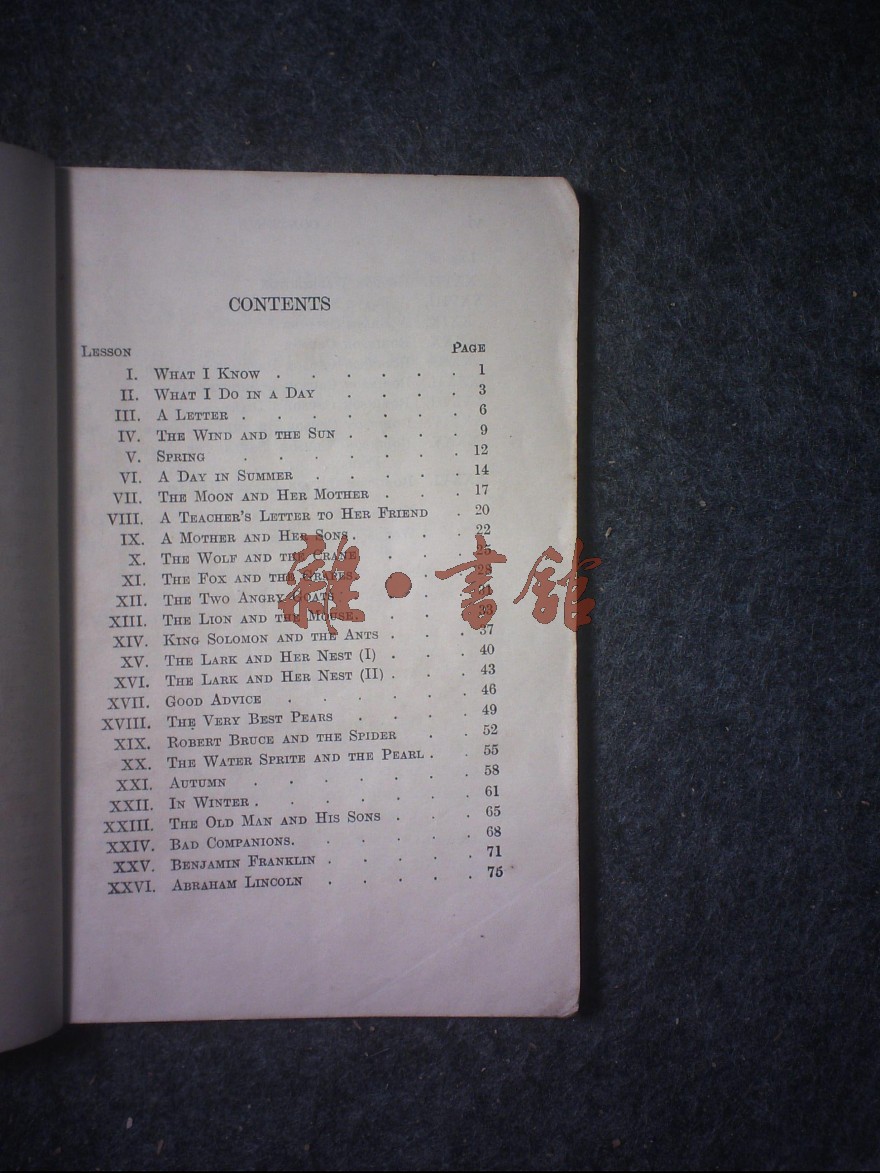 CONTENTS
LESSON PAGE
I. WHAT I KNOW . . . . . . 1
II. WHAT I DO IN A DAY . . . . 3
III. A LETTER . . . . . . . 6
IV. THE WIND AND THE SUN . . . . 9
V. SPRING . . . . . . . 12
VI. A DAY IN SUMMER . . . . . 14
VII. THE MOON AND HER MOTHER . . . 17
VIII. A TEACHER'S LETTER TO HER FRIEND . 20
IX. A MOTHER AND HER SONS . . . . 22
X. THE WOLF AND THE CRANE . . . 25
XI. THE FOX AND THE GRAPES . . . 28
XII. THE TWO ANGRY GOATS . . . 31
XIII. THE LION AND THE MOUSE . . . 33
XIV. KING SOLOMON AND THE ANTS . . . 37
XV. THE LARK AND HER NEST (I) . . . 40
XVI. THE LARK AND HER NEST (II) . . . 43
XVII. GOOD ADVICE . . . . . 46
XVIII. THE VERY BEST PEARS . . . . 49
XIX. ROBERT BRUCE AND THE SPIDER . . 52
XX. THE WATER SPRITE AND THE PEARL . . 55
XXI. AUTUMN . . . . . . 58
XXII. IN WINTER . . . . . . 61
XXIII. THE OLD MAN AND HIS SONS . . . 65
XXIV. BAD COMPANIONS. . . . . 68
XXV. BENJAMIN FRANKLIN . . . . . 71
XXVI. ABRAHAM LINCOLN . . . . . 75
雜·書館